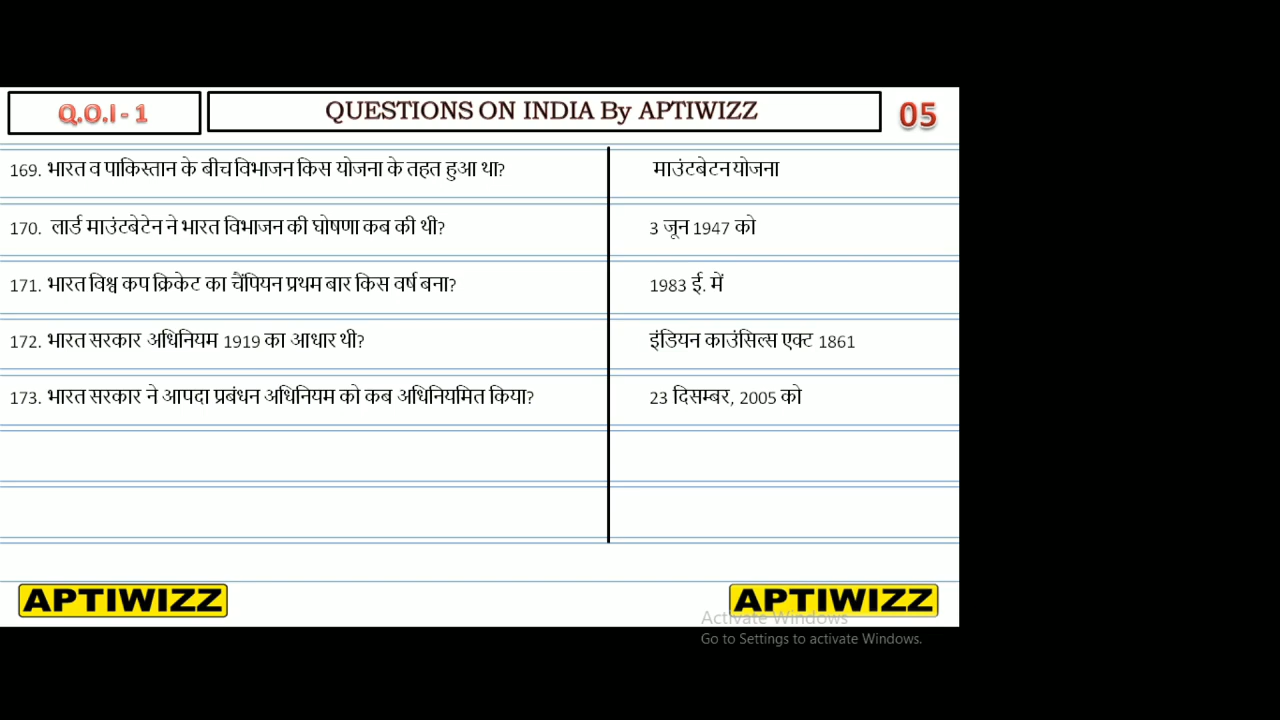 Q.O.I - 1
QUESTIONS ON INDIA By APTIWIZZ
05
169. भारत व पाकिस्तान के बीच विभाजन किस योजना के तहत हुआ था? माउंटबेटन योजना
170. लार्ड माउंटबेटेन ने भारत विभाजन की घोषणा कब की थी? 3 जून 1947 को
171. भारत विश्व कप क्रिकेट का चैंपियन प्रथम बार किस वर्ष बना? 1983 ई. में
172. भारत सरकार अधिनियम 1919 का आधार थी? इंडियन काउंसिल्स एक्ट 1861
173. भारत सरकार ने आपदा प्रबंधन अधिनियम को कब अधिनियमित किया? 23 दिसम्बर, 2005 को
APTIWIZZ
APTIWIZZ
Activate Windows
Go to Settings to activate Windows.